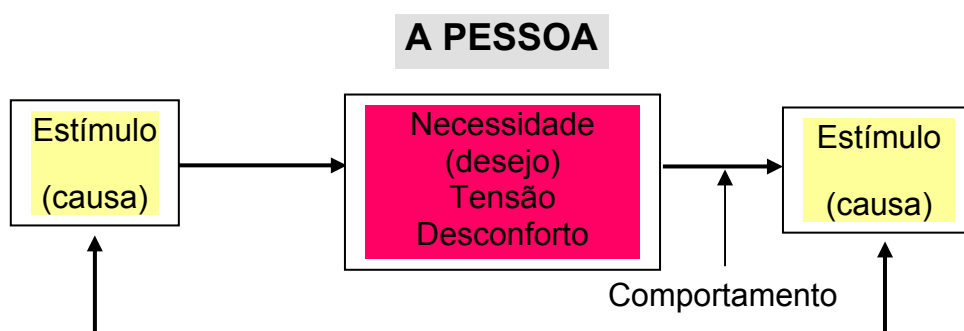 A PESSOA
Estímulo
(causa)
Necessidade
(desejo)
Tensão
Desconforto
Estímulo
(causa)
Comportamento